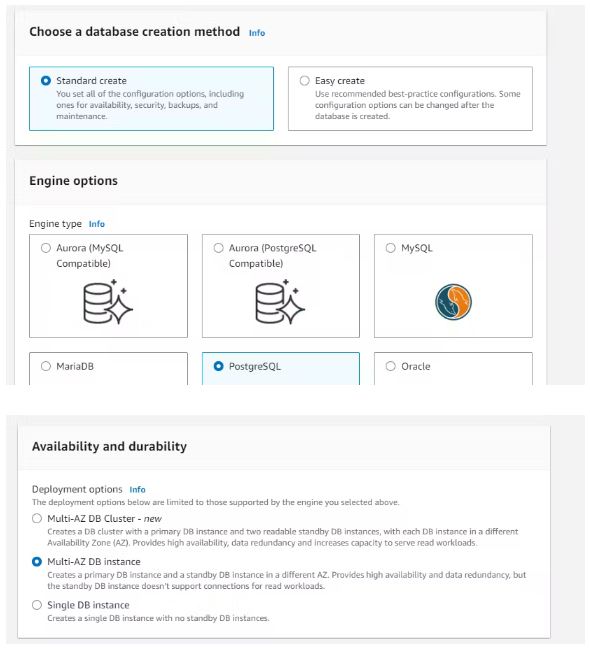 Choose a database creation method Info
Standard create
You set all of the configuration options, including
ones for availability, security, backups, and
maintenance.
Easy create
Use recommended best-practice configurations. Some
configuration options can be changed after the
database is created.
Engine options
Engine type Info
Aurora (MySQL
Compatible)
Aurora (PostgreSQL
Compatible)
MySQL
MariaDB
PostgreSQL
Oracle
Availability and durability
Deployment options Info
The deployment options below are limited to those supported by the engine you selected above.
Multi-AZ DB Cluster - new
Creates a DB cluster with a primary DB instance and two readable standby DB instances, with each DB instance in a different
Availability Zone (AZ). Provides high availability, data redundancy and increases capacity to serve read workloads.
Multi-AZ DB instance
Creates a primary DB instance and a standby DB instance in a different AZ. Provides high availability and data redundancy, but
the standby DB instance doesn't support connections for read workloads.
Single DB instance
Creates a single DB instance with no standby DB instances.